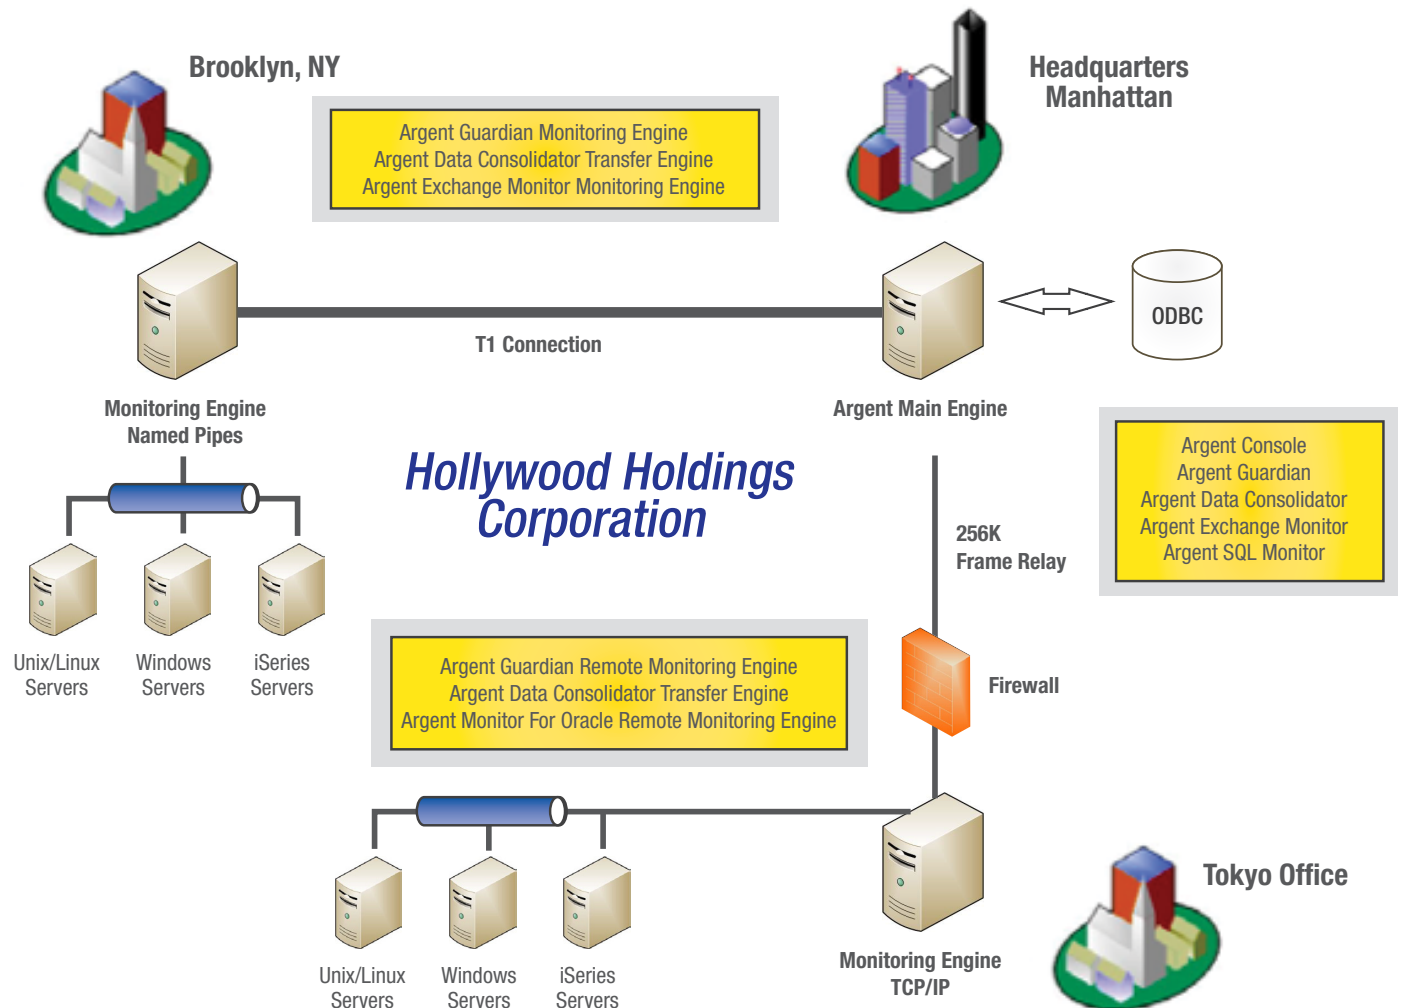 Brooklyn, NY
Headquarters
Manhattan
Argent Guardian Monitoring Engine
Argent Data Consolidator Transfer Engine
Argent Exchange Monitor Monitoring Engine
ODBC
T1 Connection
Monitoring Engine
Named Pipes
Argent Main Engine
Argent Console
Argent Guardian
Argent Data Consolidator
Argent Exchange Monitor
Argent SQL Monitor
Hollywood Holdings
Corporation
256K
Frame Relay
Unix/Linux
Servers
Windows
Servers
iSeries
Servers
Argent Guardian Remote Monitoring Engine
Argent Data Consolidator Transfer Engine
Argent Monitor For Oracle Remote Monitoring Engine
Firewall
Tokyo Office
Monitoring Engine
TCP/IP
Unix/Linux
Servers
Windows
Servers
iSeries
Servers